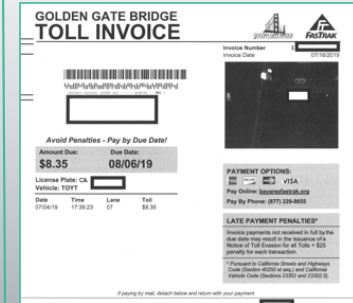 GOLDEN GATE BRIDGE
TOLL INVOICE
FASTRAK
Invoice Number
Invoice Date 07/16/2019
Avoid Penalties - Pay by Due Date!
Amount Due: Due Date:
$8.35 08/06/19
License Plate: CA
Vehicle: TOYT
Date Time Lane Toll
07/04/19 17:39:23 07 $8.35
PAYMENT OPTIONS:
VISA
Pay Online: bayareafastrak.org
Pay By Phone: (877) 229-8655
LATE PAYMENT PENALTIES*
Invoice payments not received in full by the
due date may result in the issuance of a
Notice of Toll Evasion for all Tolls + $25
penalty for each transaction.
* Pursuant to California Streets and Highways
Code (Section 40250 et seq.) and California
Vehicle Code (Sections 23302 and 23302.5).
If paying by mail, detach below and return with your payment